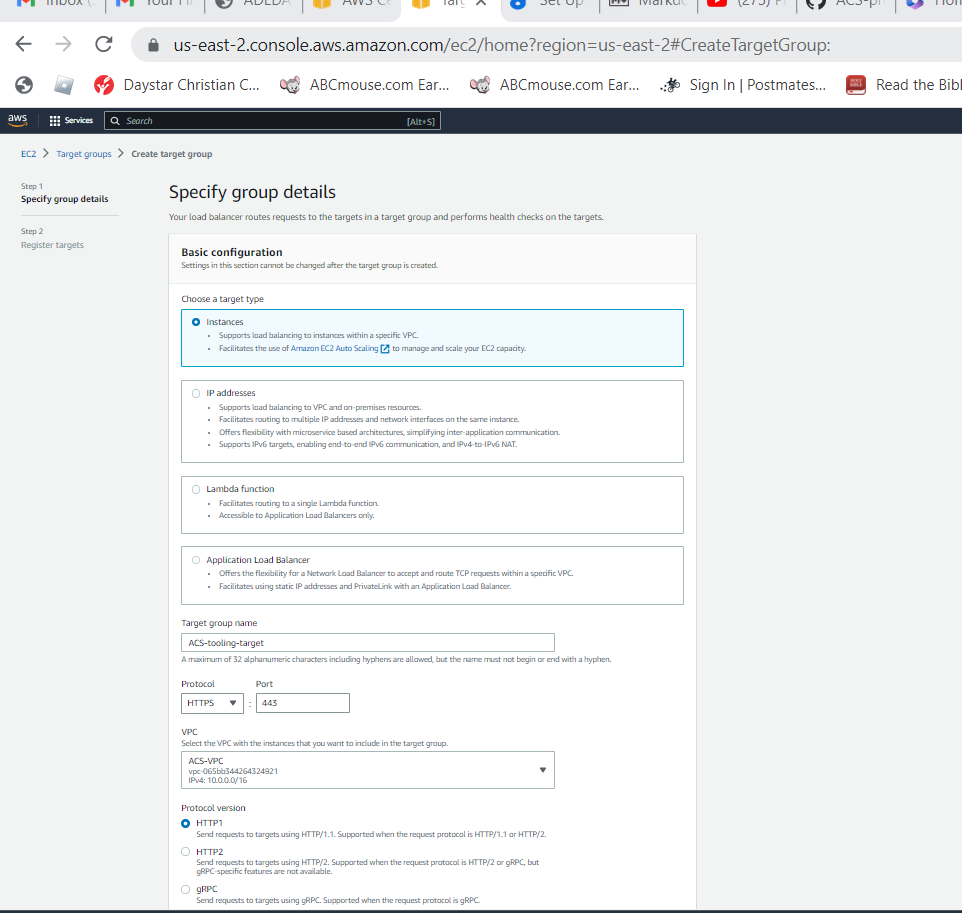 Inbox (
Your Fi
ADEDA
AWS Ce
Targ
Set Up
Markdo
(275) P
ACS-pr
Hom
us-east-2.console.aws.amazon.com/ec2/home?region=us-east-2#CreateTargetGroup:
Daystar Christian C...
ABCmouse.com Ear...
ABCmouse.com Ear...
Sign In | Postmates...
HOLY BIBLE
Read the Bibl
aws
Services
Search
[Alt+S]
EC2 > Target groups > Create target group
Step 1
Specify group details
Step 2
Register targets
Specify group details
Your load balancer routes requests to the targets in a target group and performs health checks on the targets.
Basic configuration
Settings in this section cannot be changed after the target group is created.
Choose a target type
Instances
• Supports load balancing to instances within a specific VPC.
• Facilitates the use of Amazon EC2 Auto Scaling to manage and scale your EC2 capacity.
IP addresses
• Supports load balancing to VPC and on-premises resources.
• Facilitates routing to multiple IP addresses and network interfaces on the same instance.
• Offers flexibility with microservice based architectures, simplifying inter-application communication.
• Supports IPv6 targets, enabling end-to-end IPv6 communication, and IPv4-to-IPv6 NAT.
Lambda function
• Facilitates routing to a single Lambda function.
• Accessible to Application Load Balancers only.
Application Load Balancer
• Offers the flexibility for a Network Load Balancer to accept and route TCP requests within a specific VPC.
• Facilitates using static IP addresses and PrivateLink with an Application Load Balancer.
Target group name
ACS-tooling-target
A maximum of 32 alphanumeric characters including hyphens are allowed, but the name must not begin or end with a hyphen.
Protocol Port
HTTPS : 443
VPC
Select the VPC with the instances that you want to include in the target group.
ACS-VPC
vpc-065bb344264324921
IPv4: 10.0.0.0/16
Protocol version
HTTP1
Send requests to targets using HTTP/1.1. Supported when the request protocol is HTTP/1.1 or HTTP/2.
HTTP2
Send requests to targets using HTTP/2. Supported when the request protocol is HTTP/2 or gRPC, but
gRPC-specific features are not available.
gRPC
Send requests to targets using gRPC. Supported when the request protocol is gRPC.